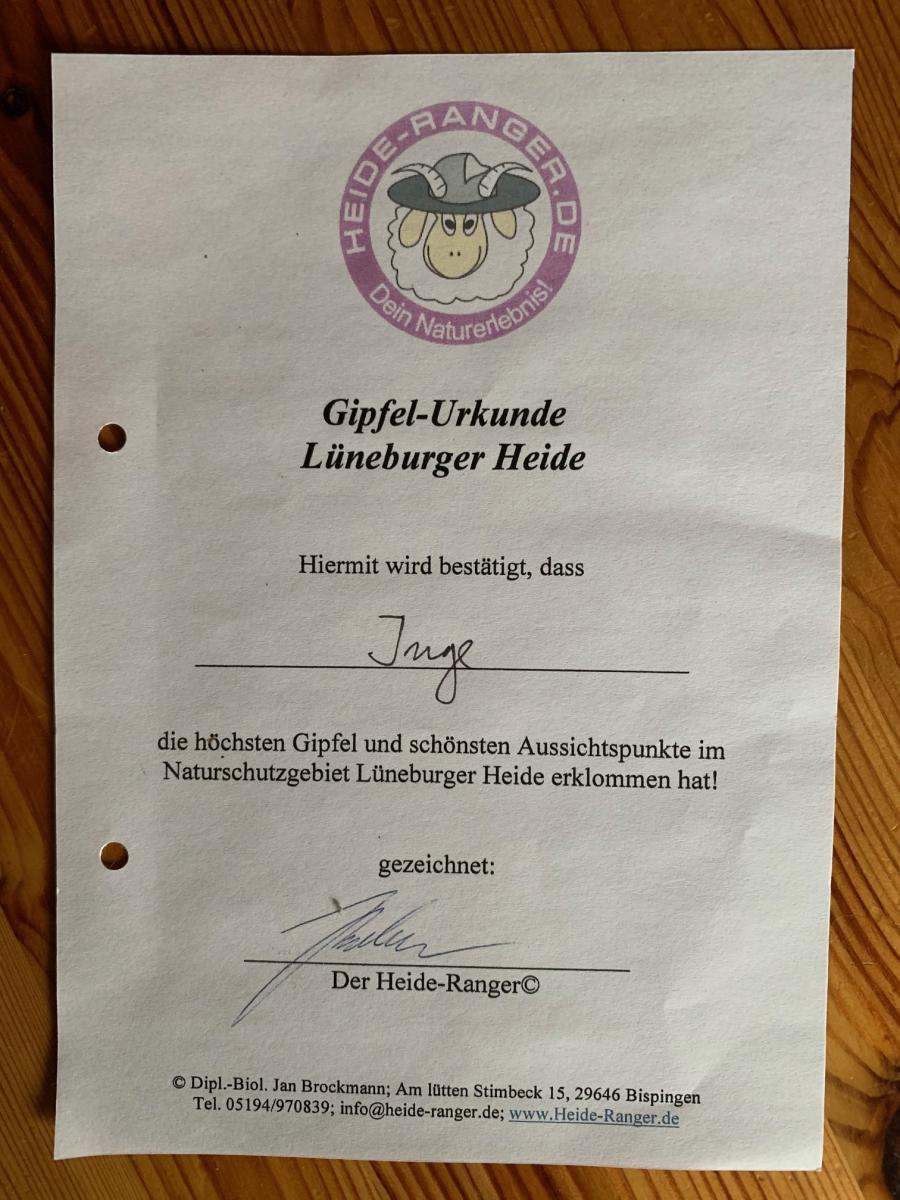 HEIDE-RANGER.DE
Dein Naturerlebnis!
Gipfel-Urkunde
Lüneburger Heide
Hiermit wird bestätigt, dass
Inge
die höchsten Gipfel und schönsten Aussichtspunkte im
Naturschutzgebiet Lüneburger Heide erklommen hat!
gezeichnet:
Der Heide-Ranger©
© Dipl.-Biol. Jan Brockmann; Am lütten Stimbeck 15, 29646 Bispingen
Tel. 05194/970839; info@heide-ranger.de; www.Heide-Ranger.de